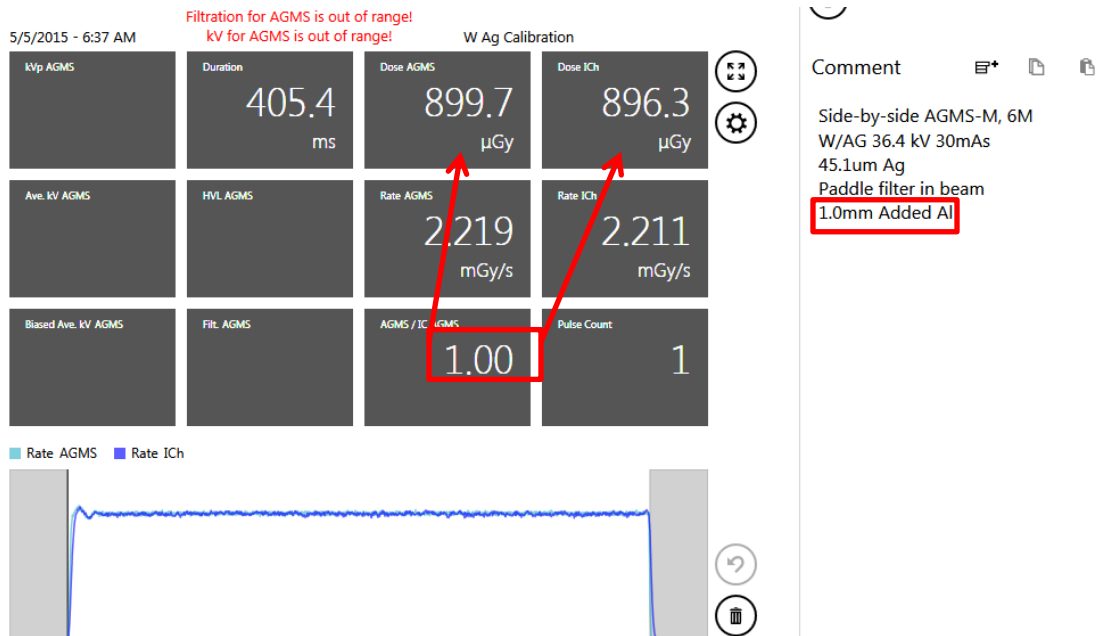 Filtration for AGMS is out of range!
5/5/2015 - 6:37 AM
kV for AGMS is out of range!
W Ag Calibration
kVp AGMS
Duration
405.4
ms
Dose AGMS
899.7
µGy
Dose ICh
896.3
µGy
Ave. kV AGMS
HVL AGMS
Rate AGMS
2.219
mGy/s
Rate ICh
2.211
mGy/s
Biased Ave. kV AGMS
Filt. AGMS
AGMS / IC AGMS
1.00
Pulse Count
1
Rate AGMS
Rate ICh
Comment
Side-by-side AGMS-M, 6M
W/AG 36.4 kV 30mAs
45.1um Ag
Paddle filter in beam
1.0mm Added Al